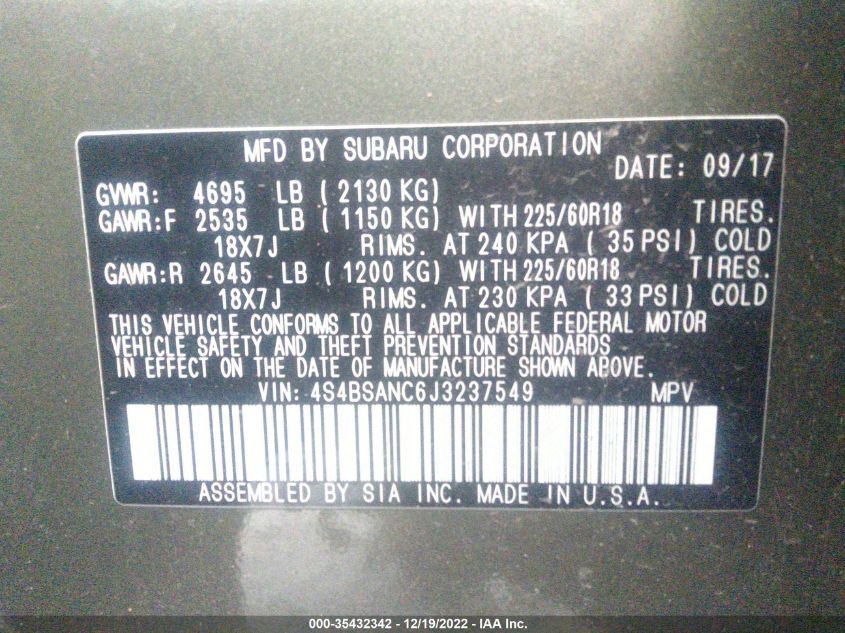 MFD BY SUBARU CORPORATION
DATE: 09/17
GVWR: 4695 LB ( 2130 KG)
GAWR:F 2535 LB ( 1150 KG) WITH 225/60R18 TIRES.
18X7J RIMS. AT 240 KPA ( 35 PSI) COLD
GAWR:R 2645 LB ( 1200 KG) WITH 225/60R18 TIRES.
18X7J RIMS. AT 230 KPA ( 33 PSI) COLD
THIS VEHICLE CONFORMS TO ALL APPLICABLE FEDERAL MOTOR
VEHICLE SAFETY AND THEFT PREVENTION STANDARDS
IN EFFECT ON THE DATE OF MANUFACTURE SHOWN ABOVE.
VIN: 4S4BSANC6J3237549 MPV
ASSEMBLED BY SIA INC. MADE IN U.S.A.
000-35432342 - 12/19/2022 - IAA Inc.